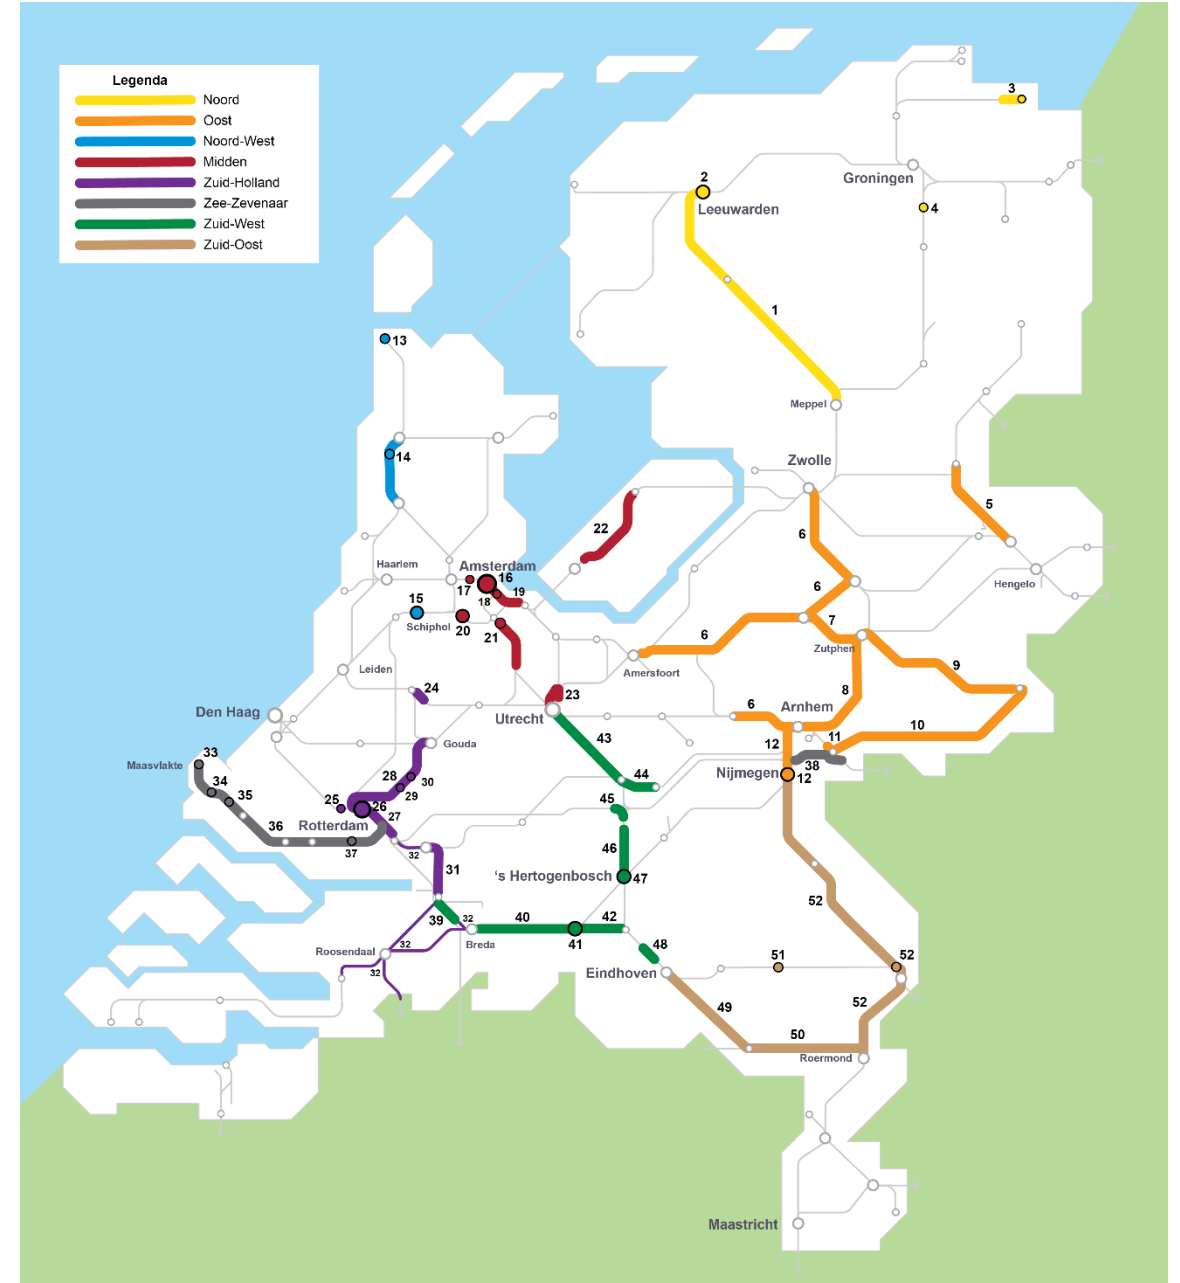 Legenda
Noord
Oost
Noord-West
Midden
Zuid-Holland
Zee-Zevenaar
Zuid-West
Zuid-Oost
3
2
Leeuwarden
Groningen
4
1
13
Meppel
14
Zwolle
5
22
6
Haarlem
Amsterdam
17
16
18
19
6
Hengelo
15
Schiphol
20
21
6
7
Zutphen
Leiden
Amersfoort
9
24
23
8
Den Haag
Utrecht
6
Arnhem
10
Gouda
43
12
11
33
Maasvlakte
28
30
29
38
34
35
44
Nijmegen
12
25
26
27
45
36
Rotterdam
37
32
46
31
's Hertogenbosch
47
52
39
32
40
42
41
Breda
Roosendaal
32
32
48
Eindhoven
51
52
49
52
50
Roermond
Maastricht